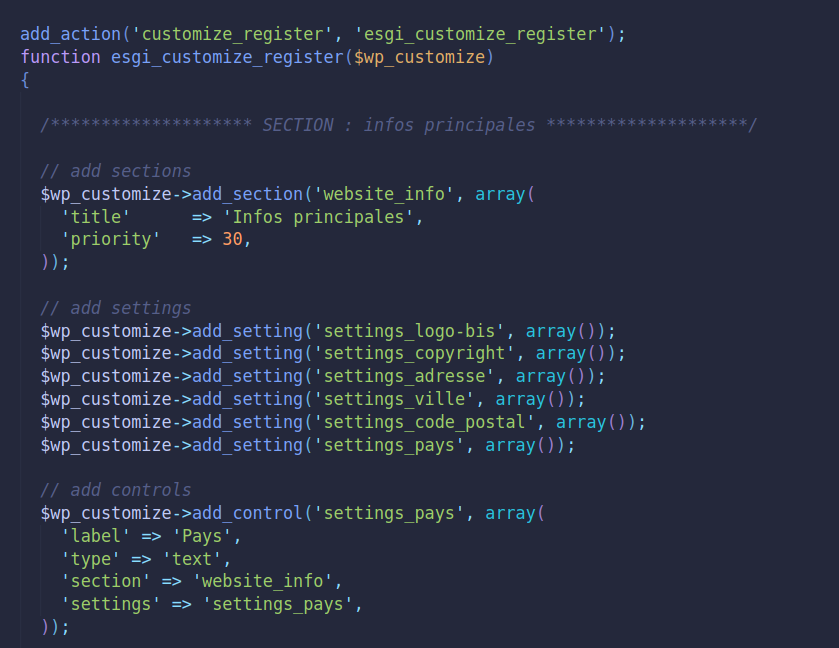 add_action('customize_register', 'esgi_customize_register');
function esgi_customize_register($wp_customize)
{
/******************** SECTION : infos principales ********************/
// add sections
$wp_customize->add_section('website_info', array(
'title' => 'Infos principales',
'priority' => 30,
));
// add settings
$wp_customize->add_setting('settings_logo-bis', array());
$wp_customize->add_setting('settings_copyright', array());
$wp_customize->add_setting('settings_adresse', array());
$wp_customize->add_setting('settings_ville', array());
$wp_customize->add_setting('settings_code_postal', array());
$wp_customize->add_setting('settings_pays', array());
// add controls
$wp_customize->add_control('settings_pays', array(
'label' => 'Pays',
'type' => 'text',
'section' => 'website_info',
'settings' => 'settings_pays',
));